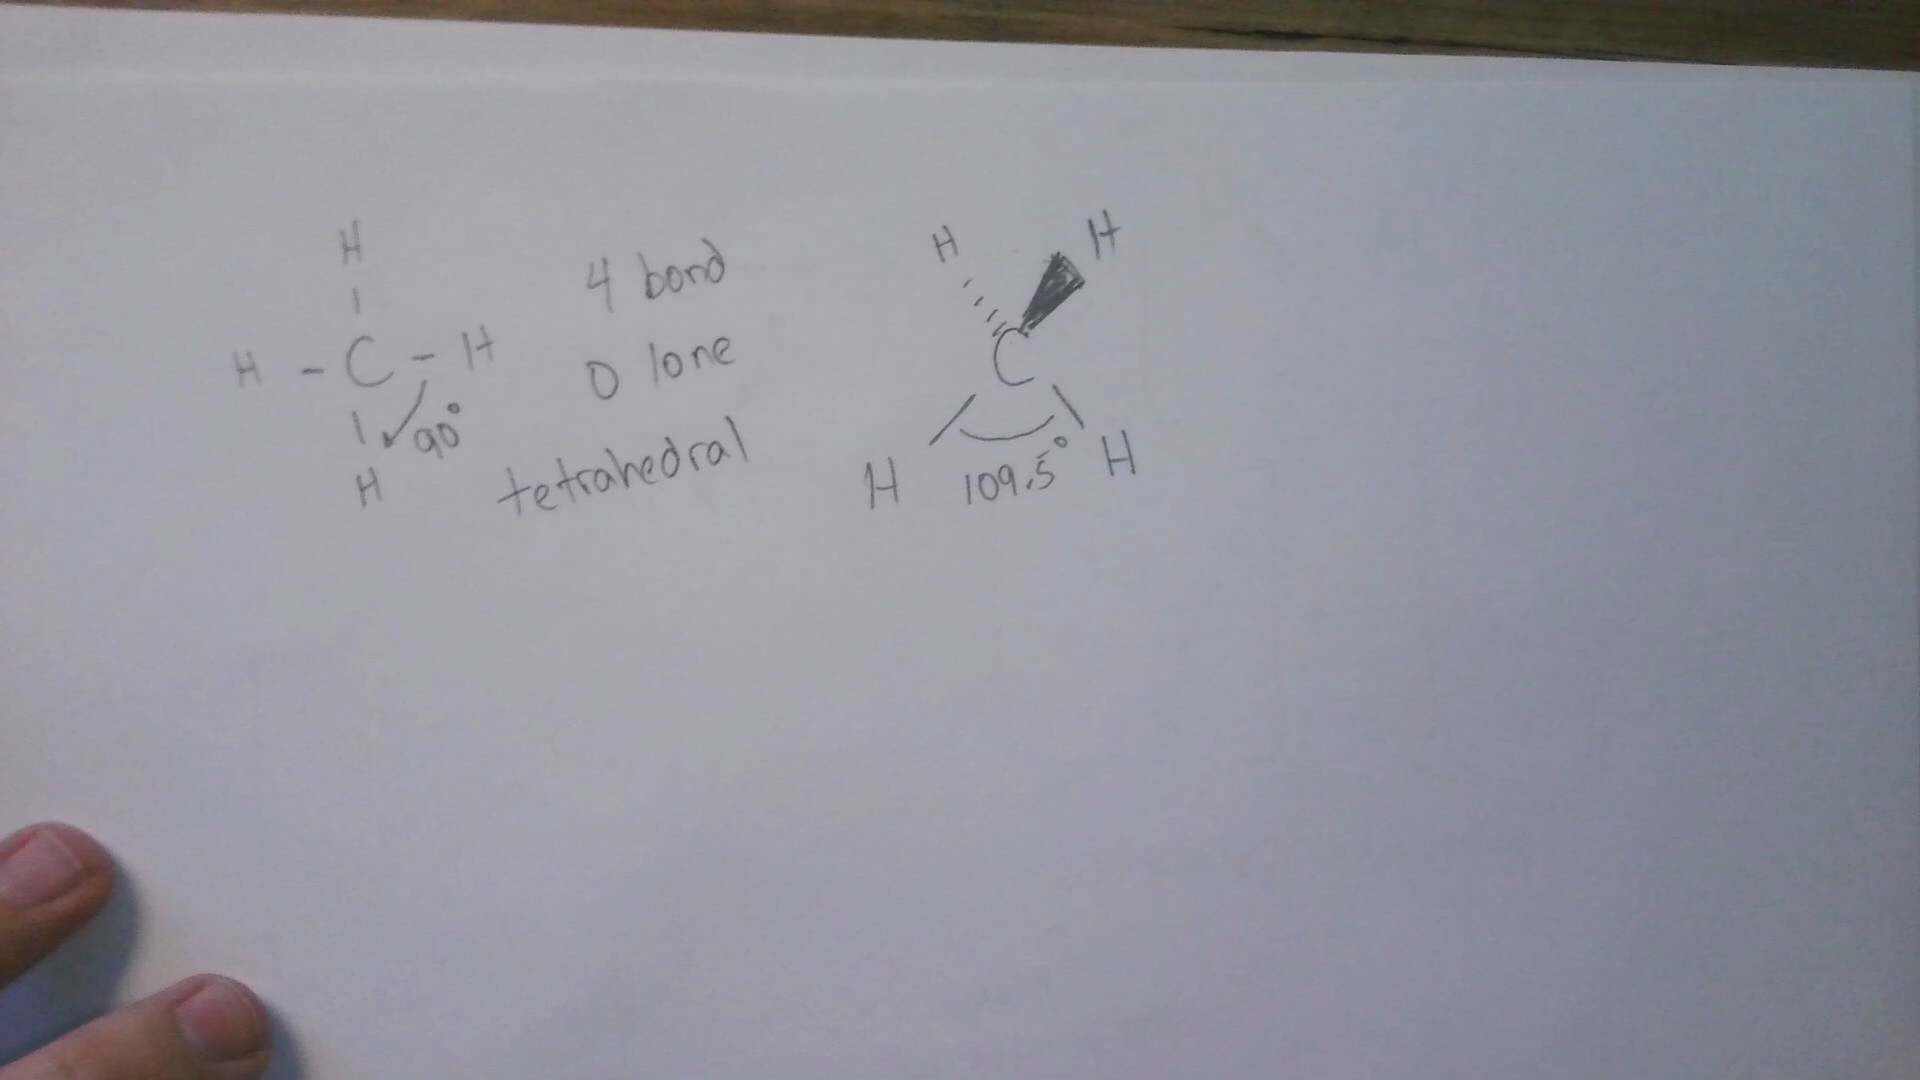 H
H - C - H
90°
H
4 bond
0 lone
tetrahedral
H H
C
H 109.5° H